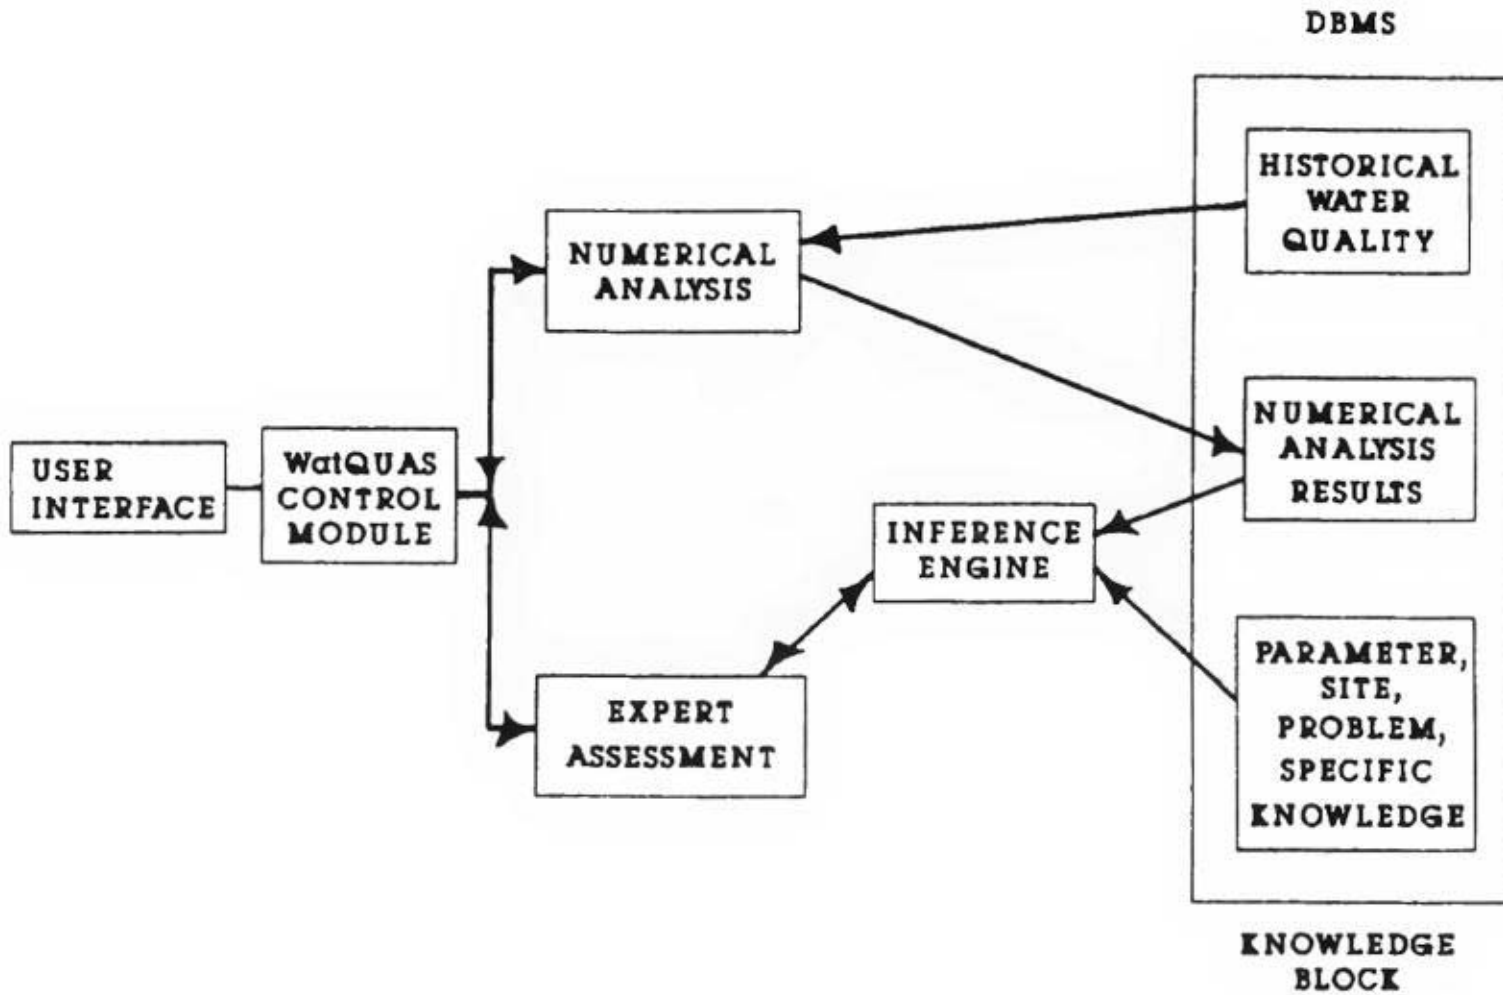 DBMS
HISTORICAL
WATER
QUALITY
NUMERICAL
ANALYSIS
NUMERICAL
ANALYSIS
RESULTS
USER
INTERFACE
WatQUAS
CONTROL
MODULE
INFERENCE
ENGINE
EXPERT
ASSESSMENT
PARAMETER,
SITE,
PROBLEM,
SPECIFIC
KNOWLEDGE
KNOWLEDGE
BLOCK